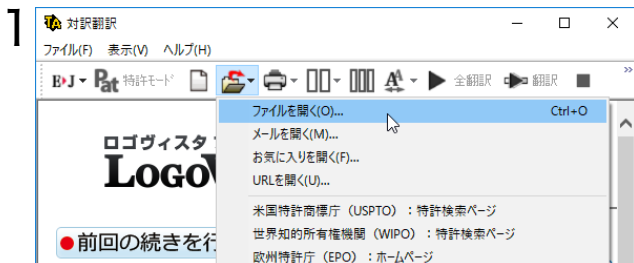 1
対訳翻訳
ファイル(F) 表示(V) ヘルプ(H)
E›J Pat 特許モード A 全翻訳 翻訳 »
ファイルを開く(O)... Ctrl+O
メールを開く(M)...
お気に入りを開く(F)...
URLを開く(U)...
米国特許商標庁（USPTO）：特許検索ページ
世界知的所有権機関（WIPO）：特許検索ページ
欧州特許庁（EPO）：ホームページ
ロゴヴィスタ
LOGO
●前回の続きを行